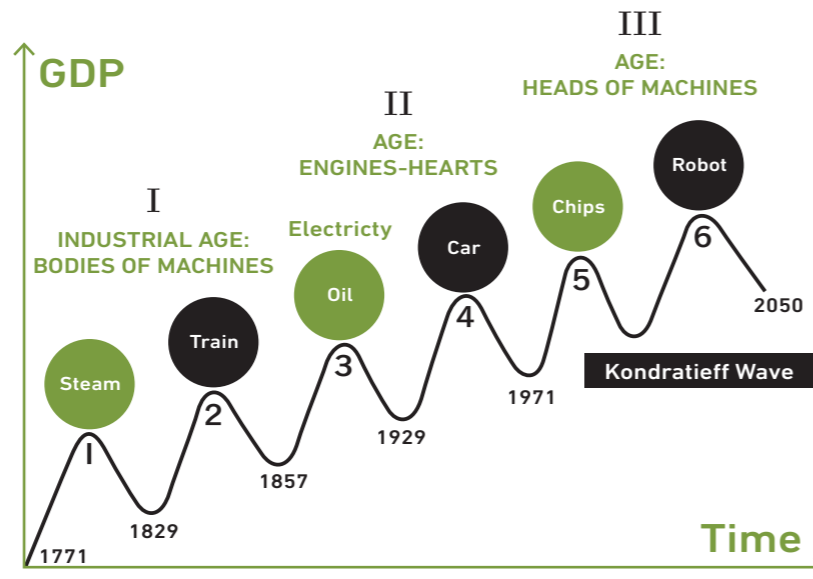 III
GDP
AGE:
HEADS OF MACHINES
II
AGE:
ENGINES-HEARTS
Robot
I
Chips
INDUSTRIAL AGE:
BODIES OF MACHINES
Electricty
Car
6
5
Oil
2050
4
Train
3
Kondratieff Wave
Steam
1971
2
1929
1
1857
1829
Time
1771